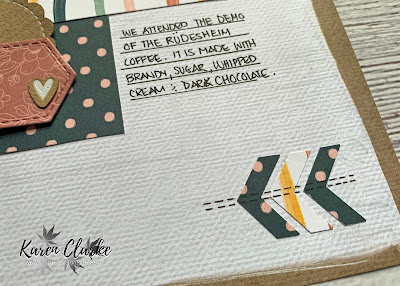 WE ATTENDED THE DEMO
OF THE RÜDESHEIM
COFFEE. IT IS MADE WITH
BRANDY, SUGAR, WHIPPED
CREAM & DARK CHOCOLATE.
Karen Clarke